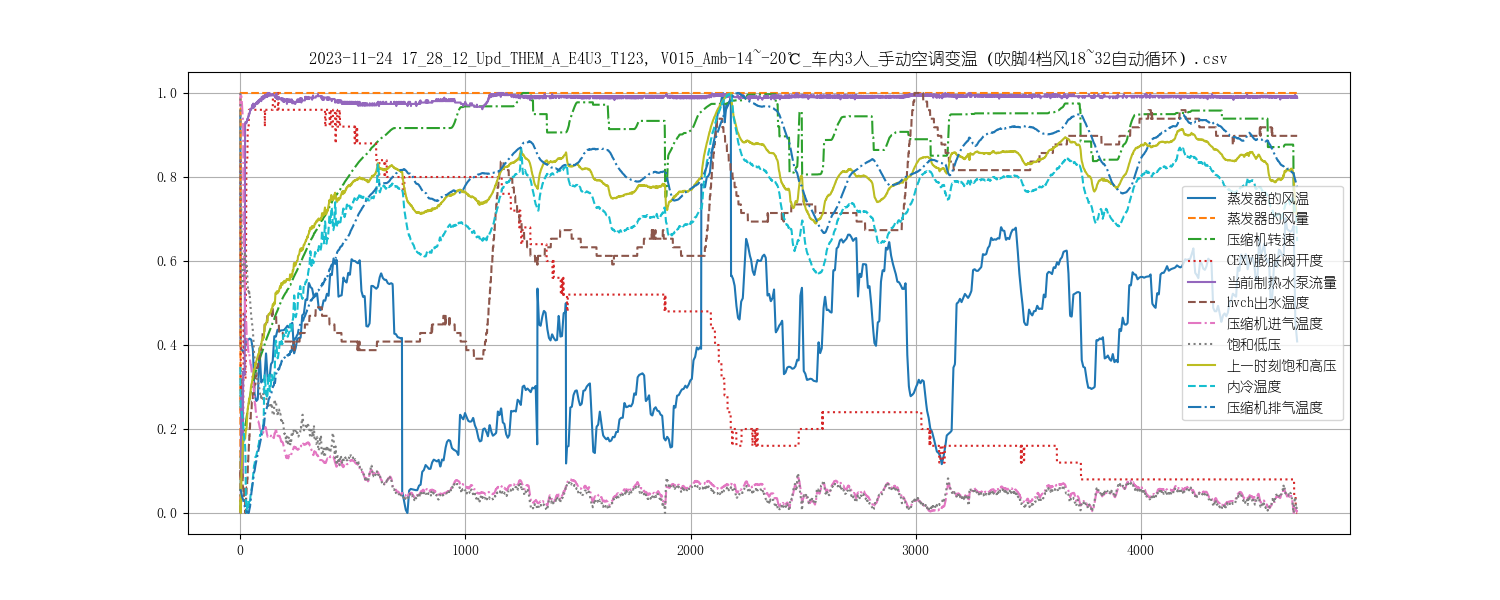 2023-11-24 17_28_12_Upd_THEM_A_E4U3_T123, V015_Amb-14~-20℃_车内3人_手动空调变温 (吹脚4档风18~32自动循环).csv
1.0
0.8
0.6
0.4
0.2
0.0
0 1000 2000 3000 4000
蒸发器的风温
蒸发器的风量
压缩机转速
CEXV膨胀阀开度
当前制热水泵流量
hvch出水温度
压缩机进气温度
饱和低压
上一时刻饱和高压
内冷温度
压缩机排气温度